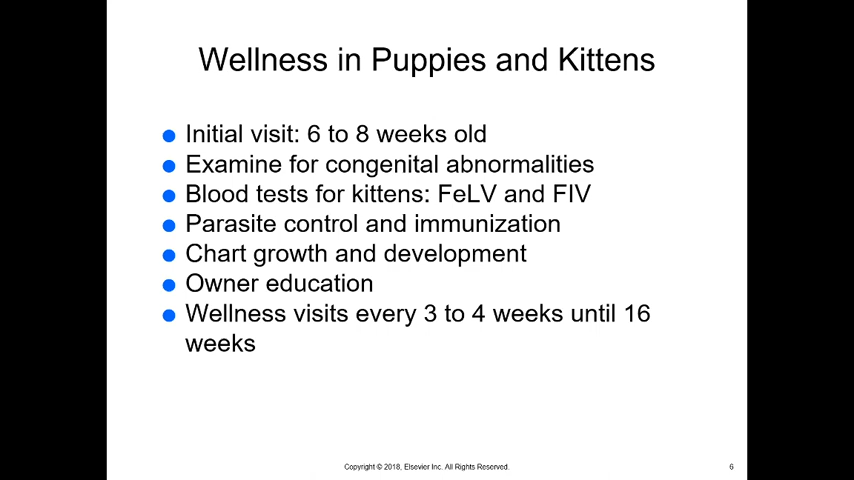 Wellness in Puppies and Kittens
Initial visit: 6 to 8 weeks old
Examine for congenital abnormalities
Blood tests for kittens: FeLV and FIV
Parasite control and immunization
Chart growth and development
Owner education
Wellness visits every 3 to 4 weeks until 16
weeks
Copyright © 2018, Elsevier Inc. All Rights Reserved.
6